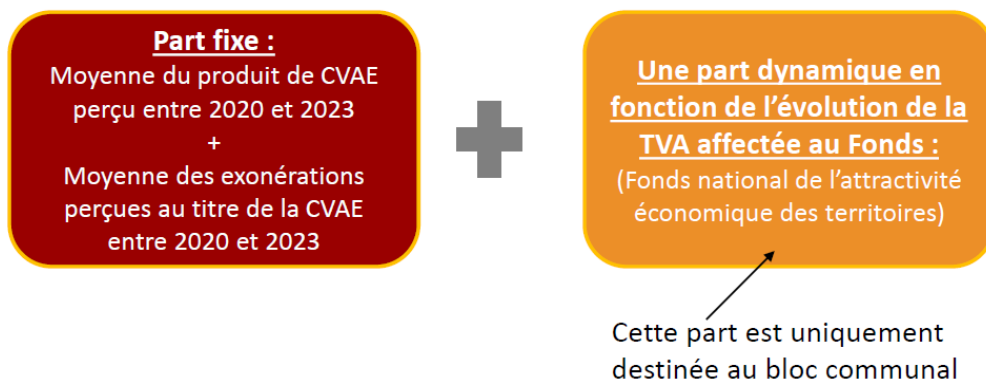 Part fixe :
Moyenne du produit de CVAE
perçu entre 2020 et 2023
+
Moyenne des exonérations
perçues au titre de la CVAE
entre 2020 et 2023
Une part dynamique en
fonction de l’évolution de la
TVA affectée au Fonds :
(Fonds national de l’attractivité
économique des territoires)
Cette part est uniquement
destinée au bloc communal